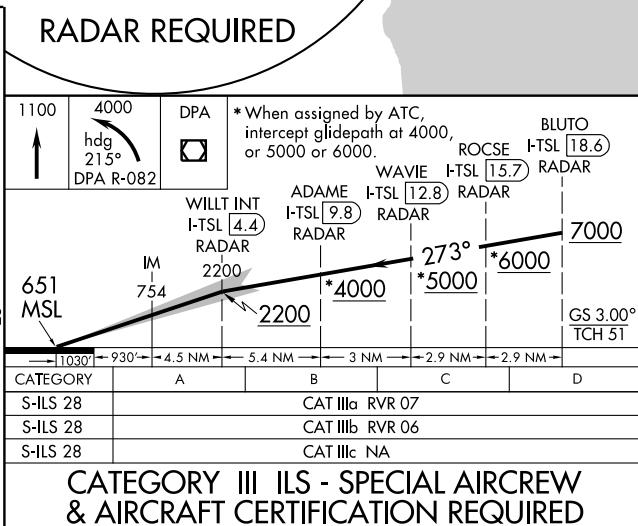 RADAR REQUIRED
1100
4000
hdg
215°
DPA R-082
DPA
* When assigned by ATC,
intercept glidepath at 4000,
or 5000 or 6000.
BLUTO
I-TSL 18.6
RADAR
ROCSE
I-TSL 15.7
RADAR
WAVIE
I-TSL 12.8
RADAR
ADAME
I-TSL 9.8
RADAR
WILLT INT
I-TSL 4.4
RADAR
2200
IM
754
651
MSL
7000
273°
*6000
*5000
*4000
2200
GS 3.00°
TCH 51
1030' 930' 4.5 NM 5.4 NM 3 NM 2.9 NM 2.9 NM
CATEGORY A B C D
S-ILS 28 CAT IIIa RVR 07
S-ILS 28 CAT IIIb RVR 06
S-ILS 28 CAT IIIc NA
CATEGORY III ILS - SPECIAL AIRCREW
& AIRCRAFT CERTIFICATION REQUIRED